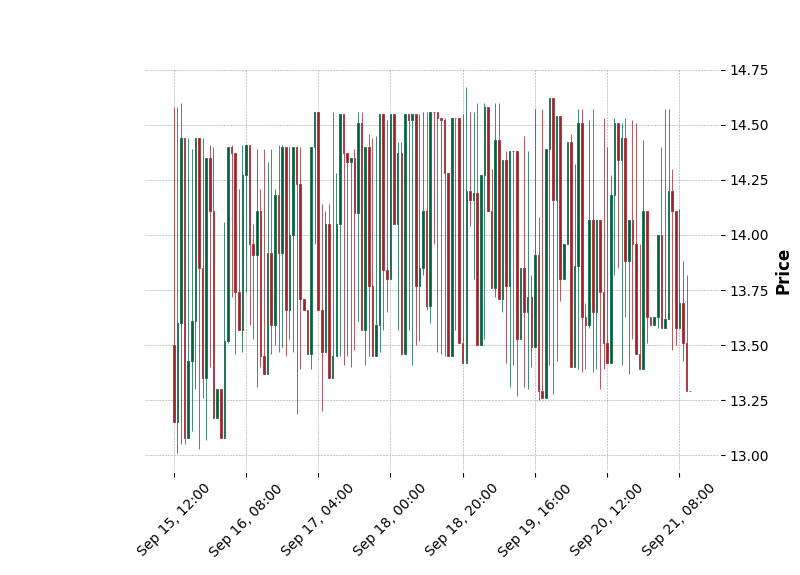 14.75
14.50
14.25
14.00
13.75
13.50
13.25
13.00
Price
Sep 15, 12:00
Sep 16, 08:00
Sep 17, 04:00
Sep 18, 00:00
Sep 18, 20:00
Sep 19, 16:00
Sep 20, 12:00
Sep 21, 08:00